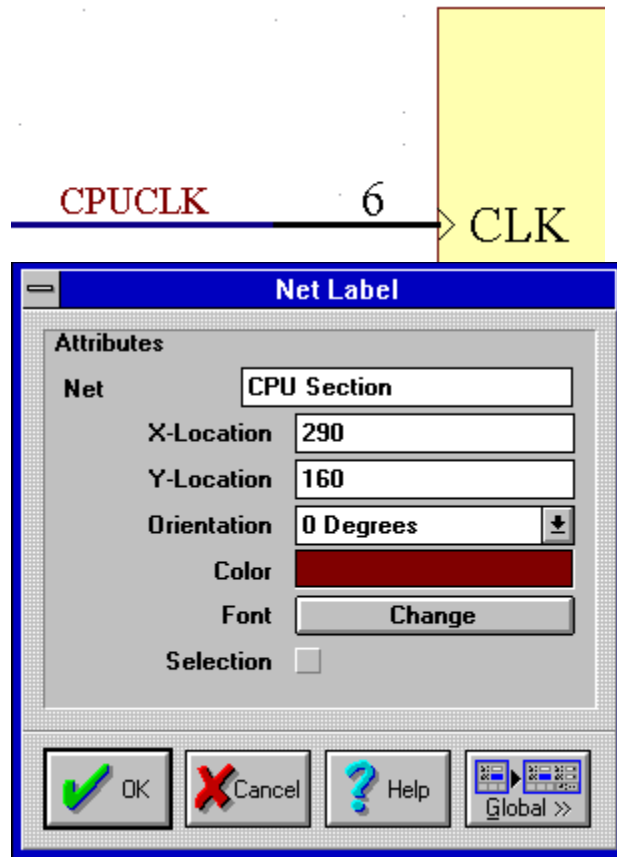 CPUCLK 6
CLK
Net Label
Attributes
Net CPU Section
X-Location 290
Y-Location 160
Orientation 0 Degrees
Color
Font Change
Selection
OK Cancel Help Global >>